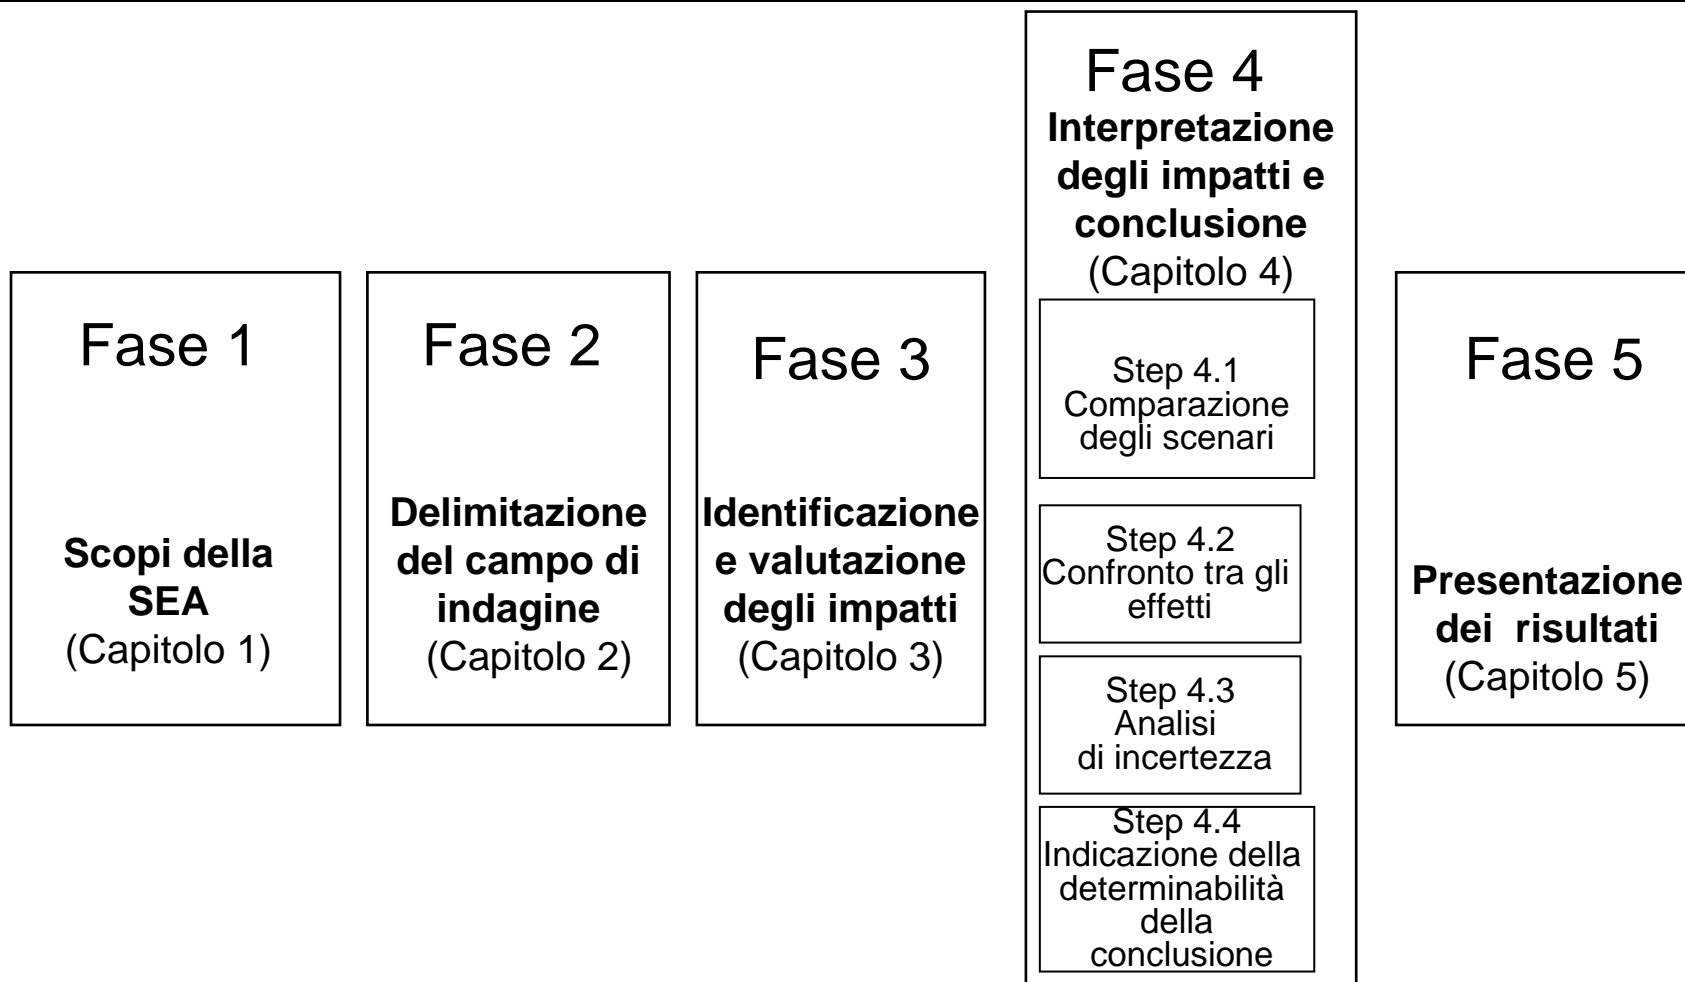 Fase 1
Scopi della
SEA
(Capitolo 1)
Fase 2
Delimitazione
del campo di
indagine
(Capitolo 2)
Fase 3
Identificazione
e valutazione
degli impatti
(Capitolo 3)
Fase 4
Interpretazione
degli impatti e
conclusione
(Capitolo 4)
Step 4.1
Comparazione
degli scenari
Step 4.2
Confronto tra gli
effetti
Step 4.3
Analisi
di incertezza
Step 4.4
Indicazione della
determinabilità
della
conclusione
Fase 5
Presentazione
dei risultati
(Capitolo 5)